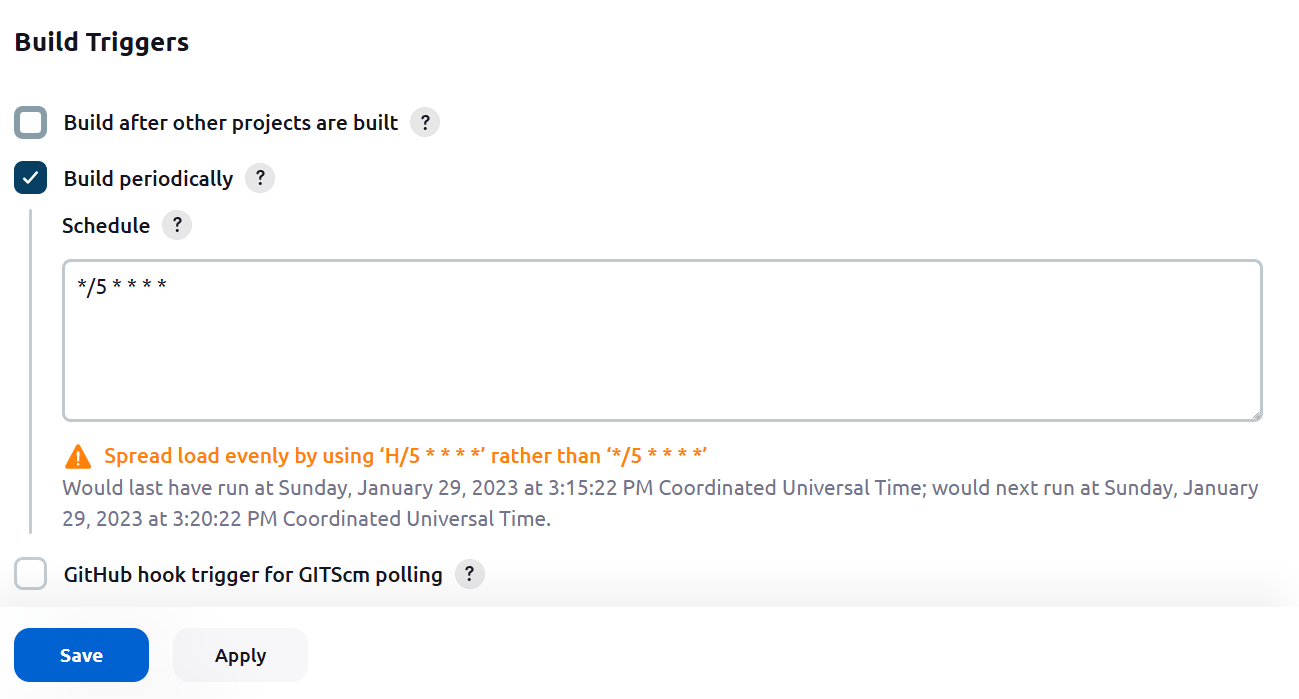 Build Triggers
Build after other projects are built ?
Build periodically ?
Schedule ?
*/5 * * * *
Spread load evenly by using ‘H/5 * * * *’ rather than ‘*/5 * * * *’
Would last have run at Sunday, January 29, 2023 at 3:15:22 PM Coordinated Universal Time; would next run at Sunday, January
29, 2023 at 3:20:22 PM Coordinated Universal Time.
GitHub hook trigger for GITScm polling ?
Save Apply